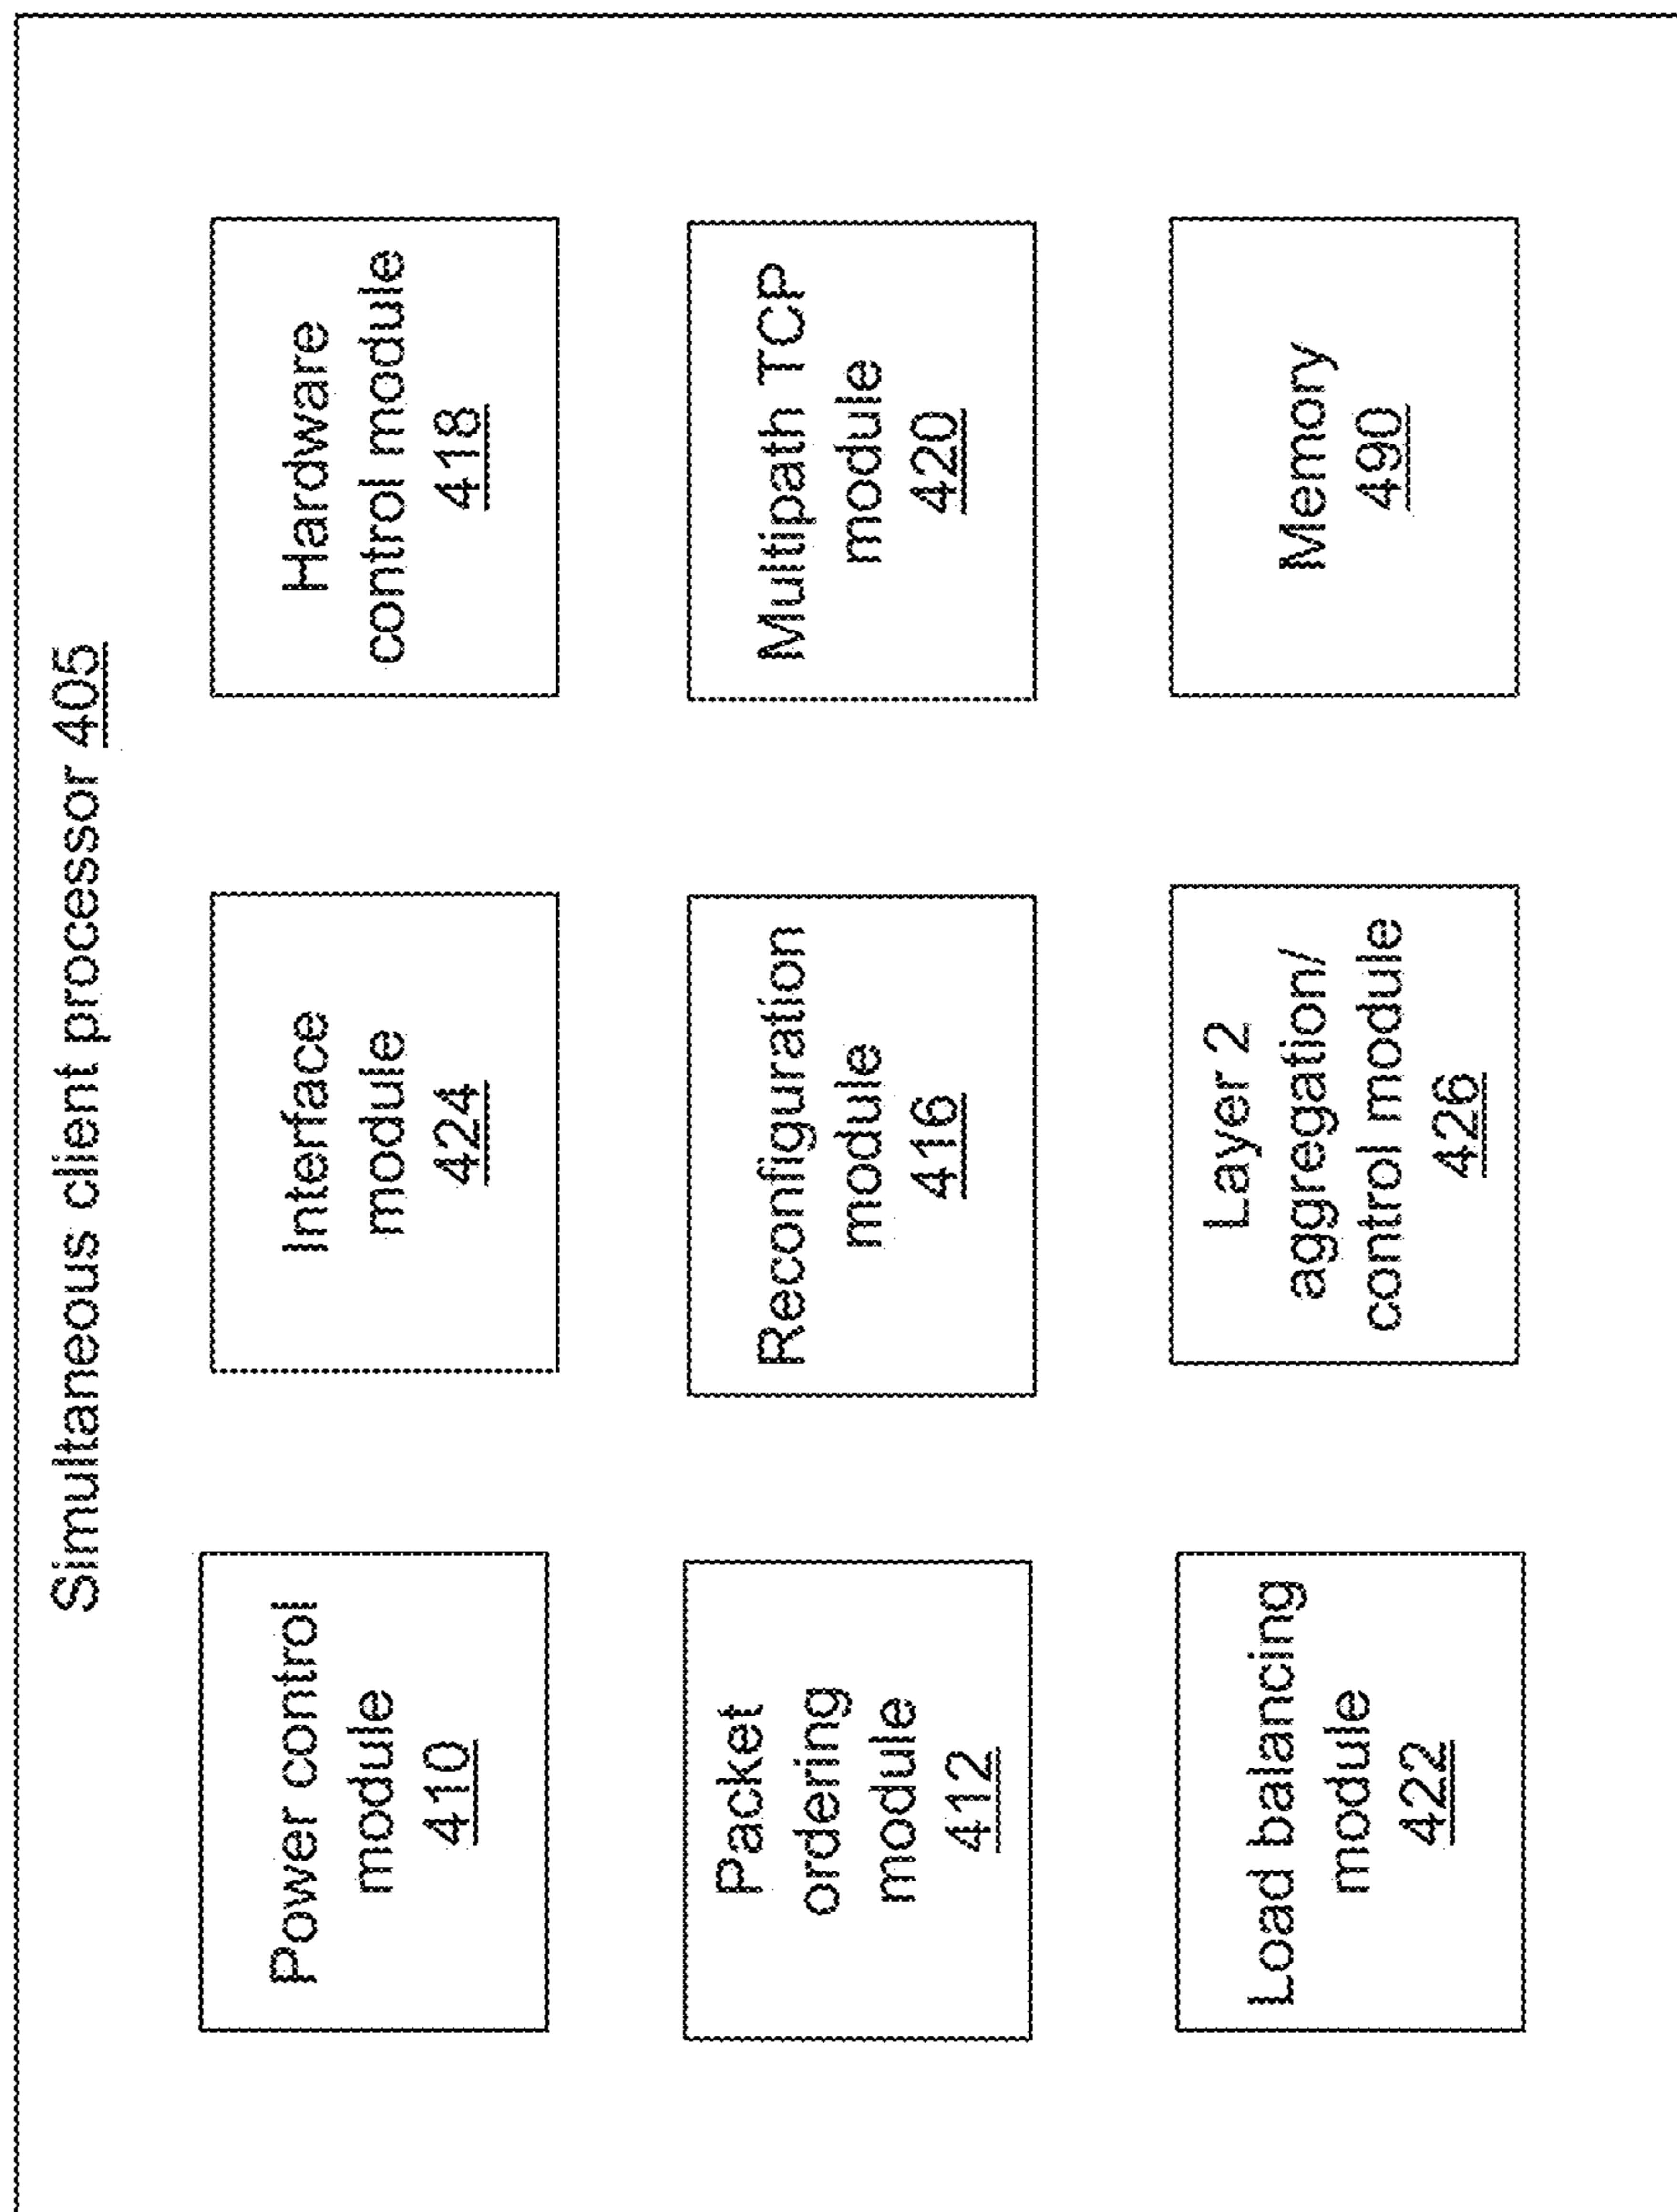 Simultaneous client processor 405
Power control
module
410
Interface
module
424
Hardware
control module
418
Packet
ordering
module
412
Reconfiguration
module
416
Multipath TCP
module
420
Load balancing
module
422
Layer 2
aggregation/
control module
426
Memory
490